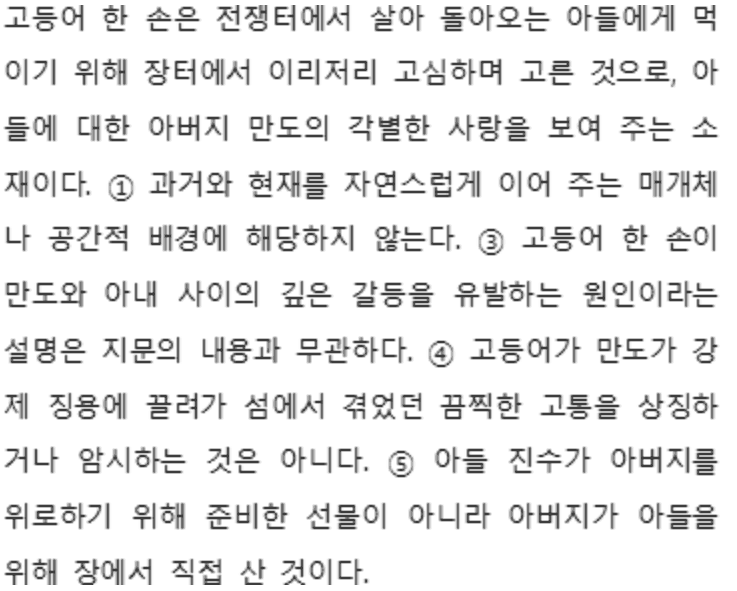 고등어 한 손은 전쟁터에서 살아 돌아오는 아들에게 먹
이기 위해 장터에서 이리저리 고심하며 고른 것으로, 아
들에 대한 아버지 만도의 각별한 사랑을 보여 주는 소
재이다. ① 과거와 현재를 자연스럽게 이어 주는 매개체
나 공간적 배경에 해당하지 않는다. ③ 고등어 한 손이
만도와 아내 사이의 깊은 갈등을 유발하는 원인이라는
설명은 지문의 내용과 무관하다. ④ 고등어가 만도가 강
제 징용에 끌려가 섬에서 겪었던 끔찍한 고통을 상징하
거나 암시하는 것은 아니다. ⑤ 아들 진수가 아버지를
위로하기 위해 준비한 선물이 아니라 아버지가 아들을
위해 장에서 직접 산 것이다.